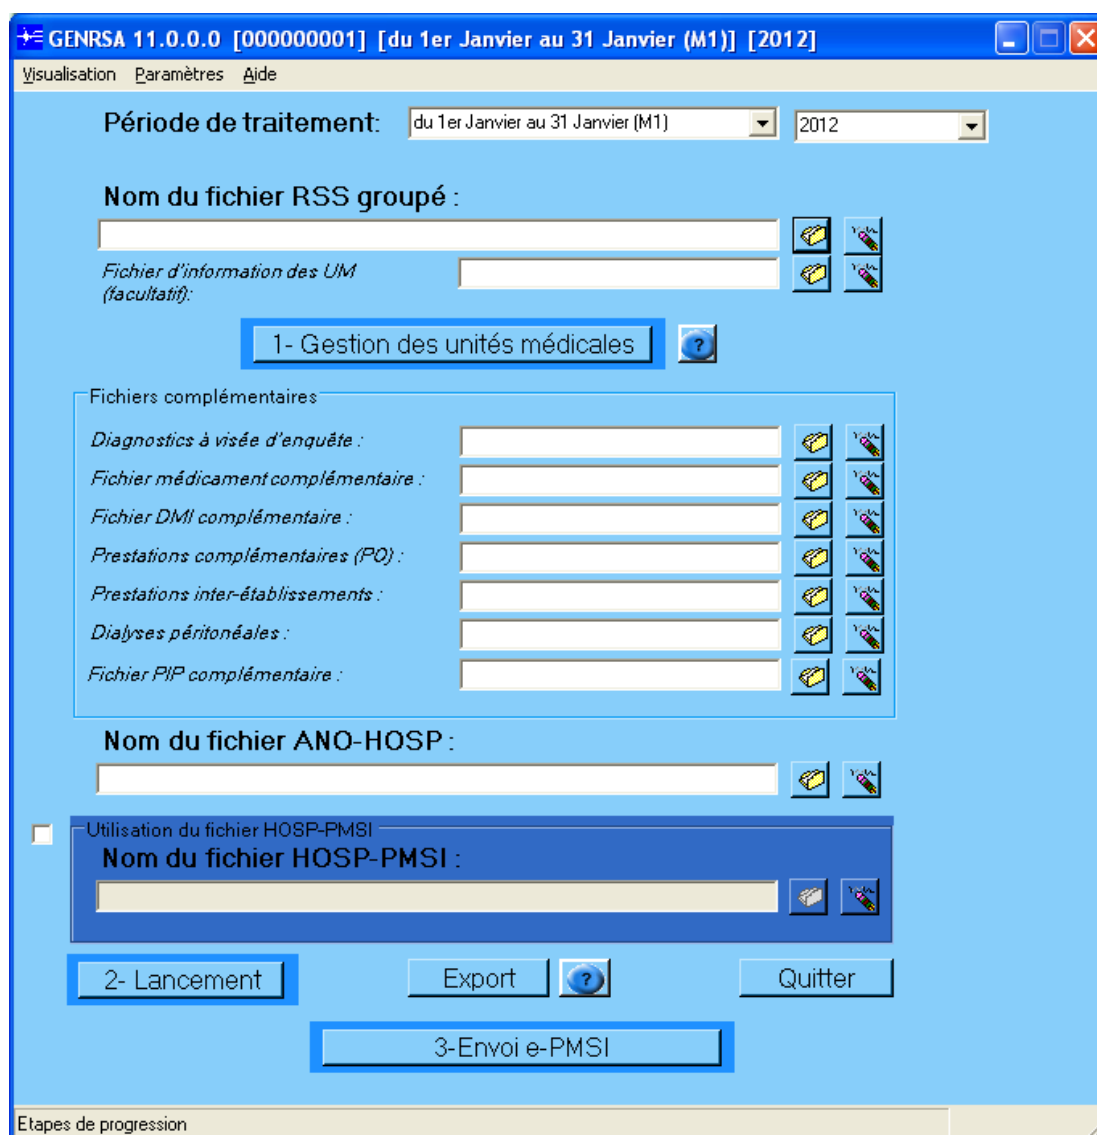 GENRSA 11.0.0.0 [000000001] [du 1er Janvier au 31 Janvier (M1)] [2012]
Visualisation Paramètres Aide
Période de traitement: du 1er Janvier au 31 Janvier (M1) 2012
Nom du fichier RSS groupé :
Fichier d'information des UM
(facultatif):
1- Gestion des unités médicales ?
Fichiers complémentaires
Diagnostics à visée d'enquête :
Fichier médicament complémentaire :
Fichier DMI complémentaire :
Prestations complémentaires (PO) :
Prestations inter-établissements :
Dialyses péritonéales :
Fichier PIP complémentaire :
Nom du fichier ANO-HOSP :
Utilisation du fichier HOSP-PMSI
Nom du fichier HOSP-PMSI :
2- Lancement Export ? Quitter
3-Envoi e-PMSI
Etapes de progression